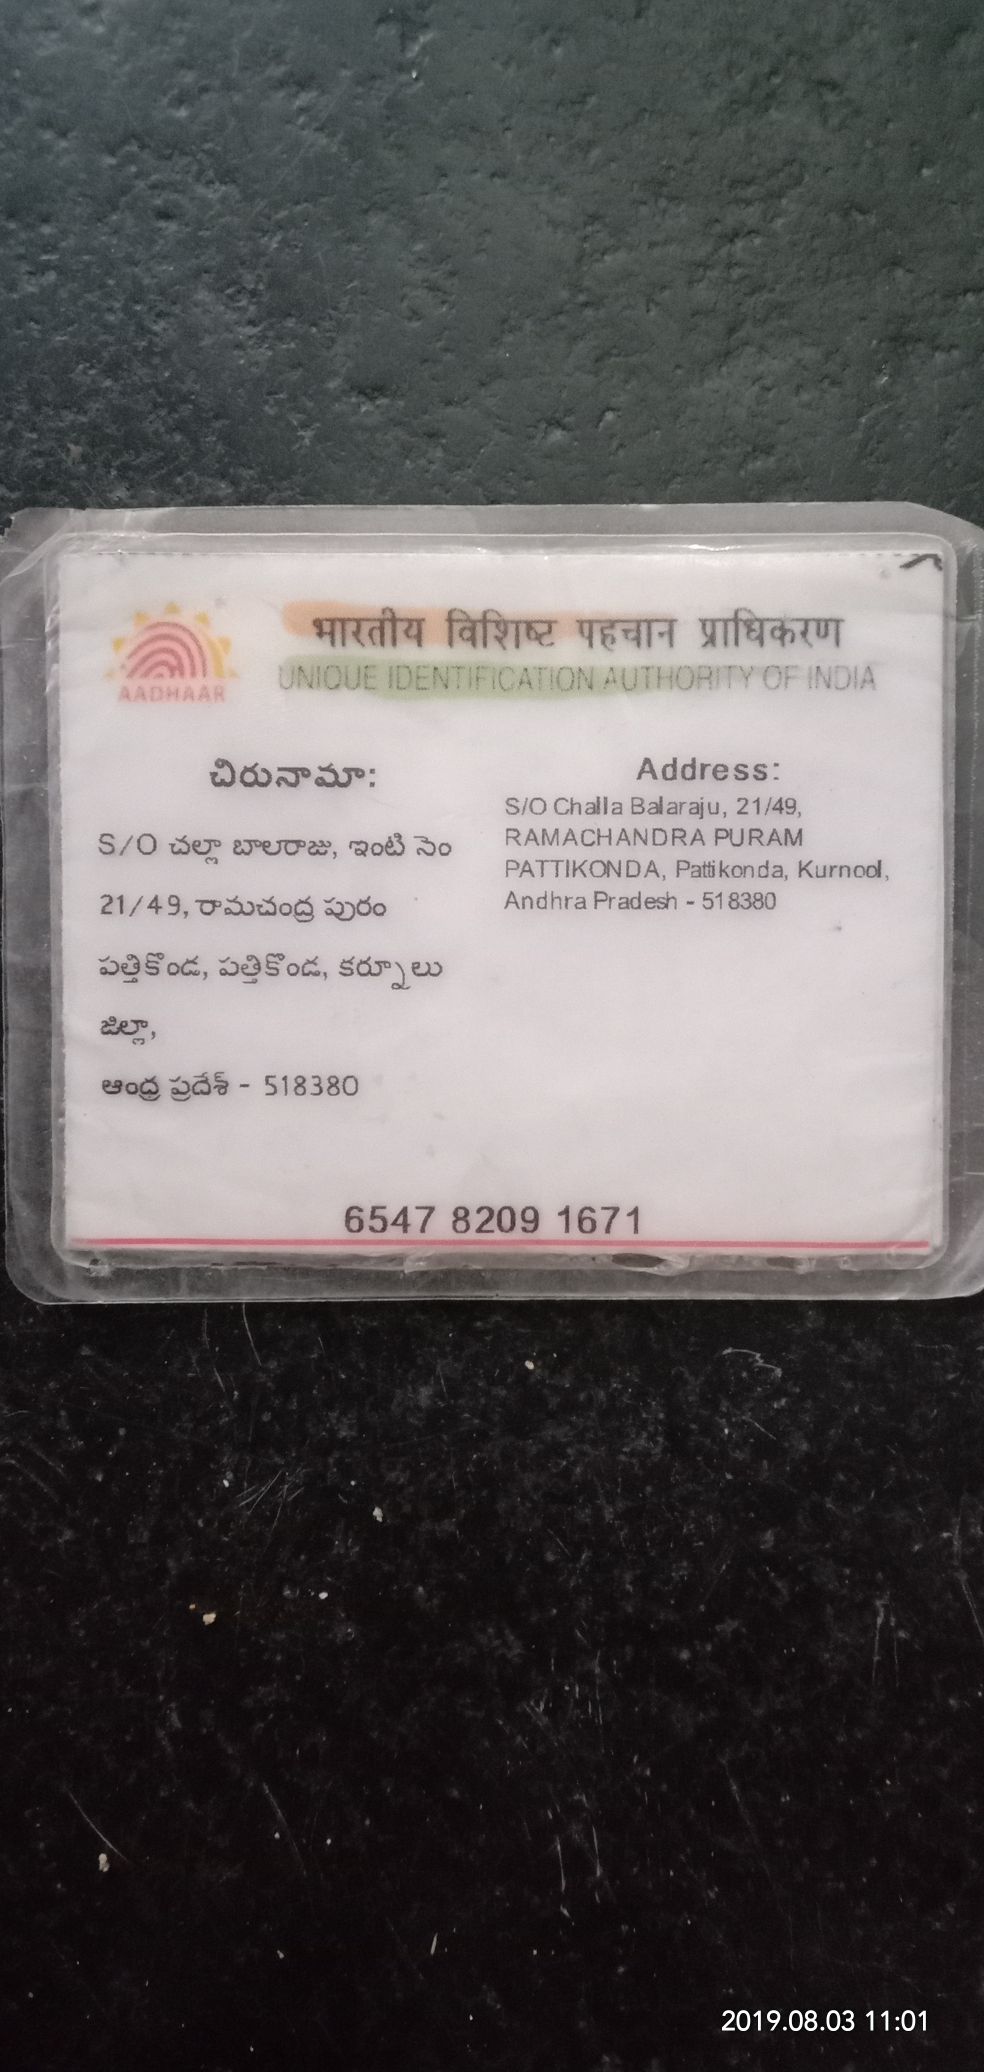 भारतीय विशिष्ट पहचान प्राधिकरण
UNIQUE IDENTIFICATION AUTHORITY OF INDIA
AADHAAR
చిరునామా:
S/O చల్లా బాలరాజు, ఇంటి నెం
21/49, రామచంద్ర పురం
పత్తికొండ, పత్తికొండ, కర్నూలు
జిల్లా,
ఆంధ్ర ప్రదేశ్ - 518380
Address:
S/O Challa Balaraju, 21/49,
RAMACHANDRA PURAM
PATTIKONDA, Pattikonda, Kurnool,
Andhra Pradesh - 518380
6547 8209 1671
2019.08.03 11:01